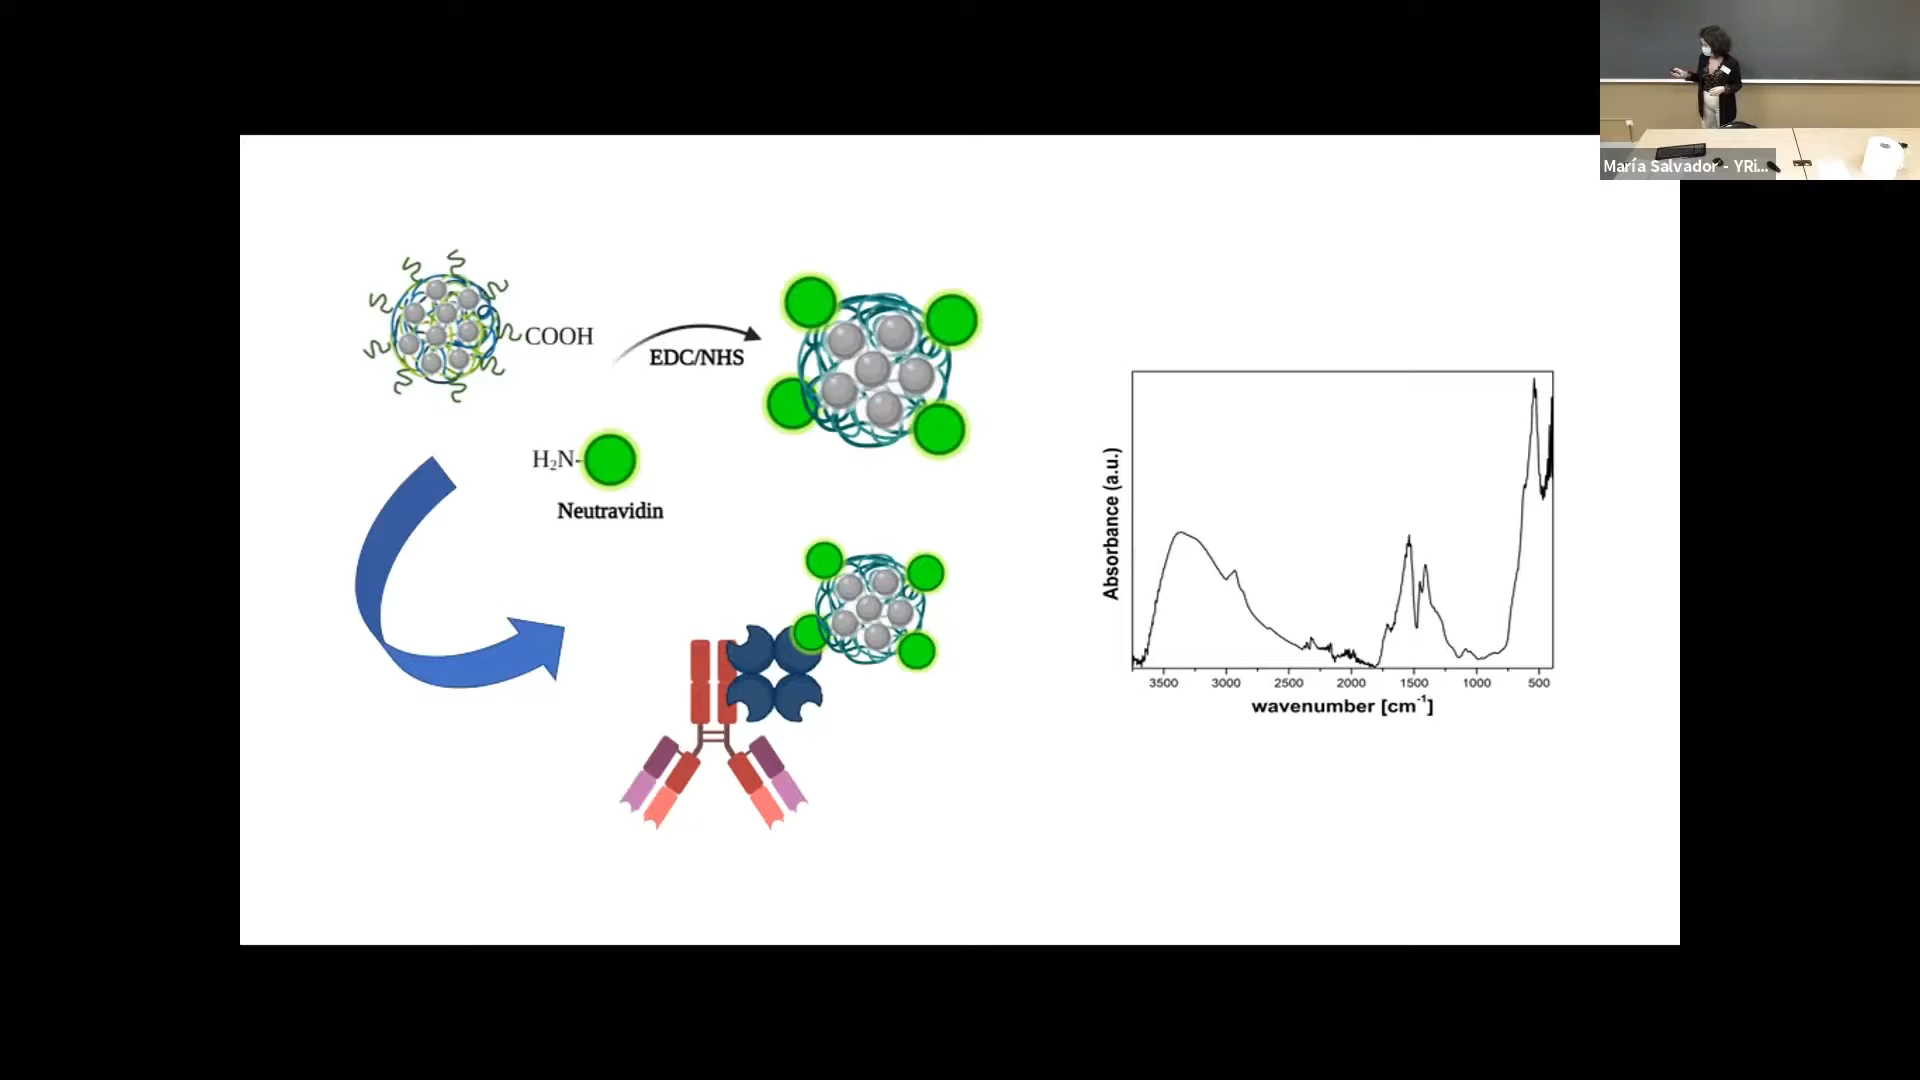 María Salvador - YRi...
COOH
EDC/NHS
H₂N-
Neutravidin
Absorbance (a.u.)
3500 3000 2500 2000 1500 1000 500
wavenumber [cm⁻¹]